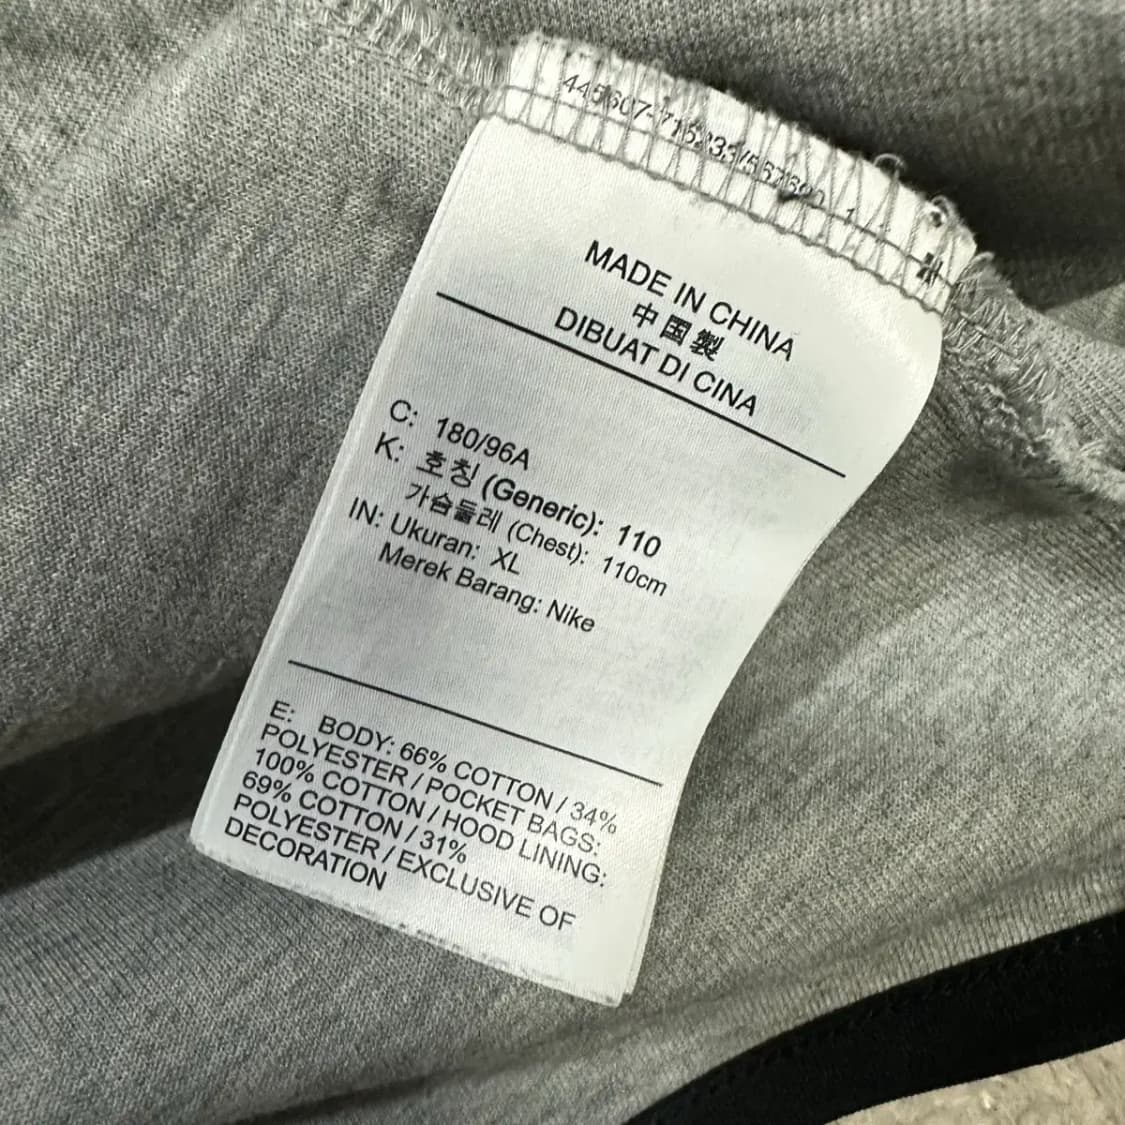 MADE IN CHINA
中国製
DIBUAT DI CINA
C: 180/96A
K: 호칭 (Generic): 110
가슴둘레 (Chest): 110cm
IN: Ukuran: XL
Merek Barang: Nike
E: BODY: 66% COTTON / 34%
POLYESTER / POCKET BAGS:
100% COTTON / HOOD LINING:
69% COTTON / 31%
POLYESTER / EXCLUSIVE OF
DECORATION